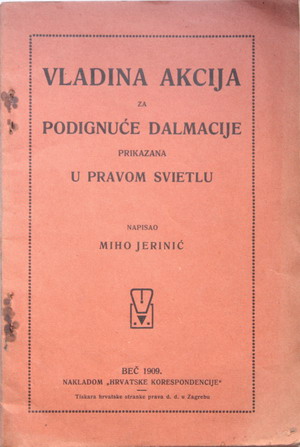 VLADINA AKCIJA
ZA
PODIGNUĆE DALMACIJE
PRIKAZANA
U PRAVOM SVIETLU
NAPISAO
MIHO JERINIĆ
BEČ 1909.
NAKLADOM „HRVATSKE KORESPONDENCIJE"
Tiskara hrvatske stranke prava d. d. u Zagrebu